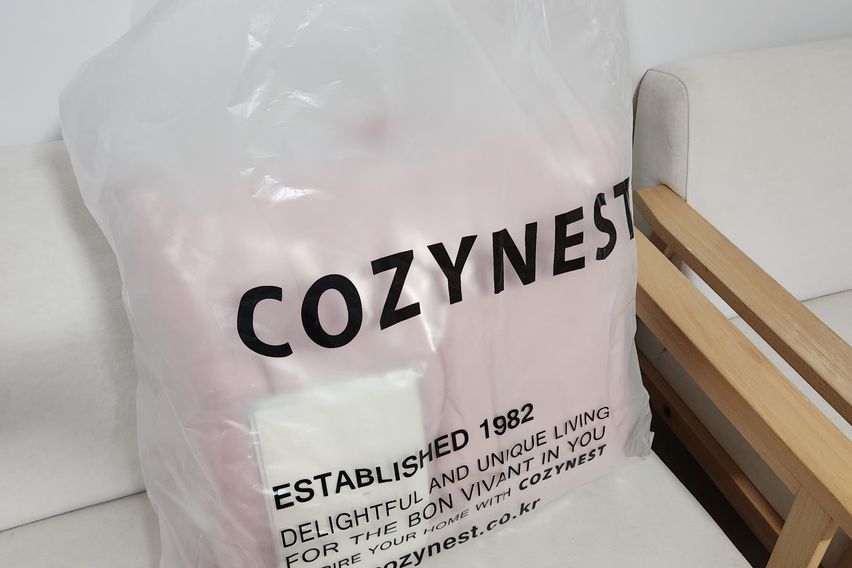 COZYNEST
ESTABLISHED 1982
DELIGHTFUL AND UNIQUE LIVING
FOR THE BON VIVANT IN YOU
YOUR HOME WITH COZYNEST
cozynest.co.kr